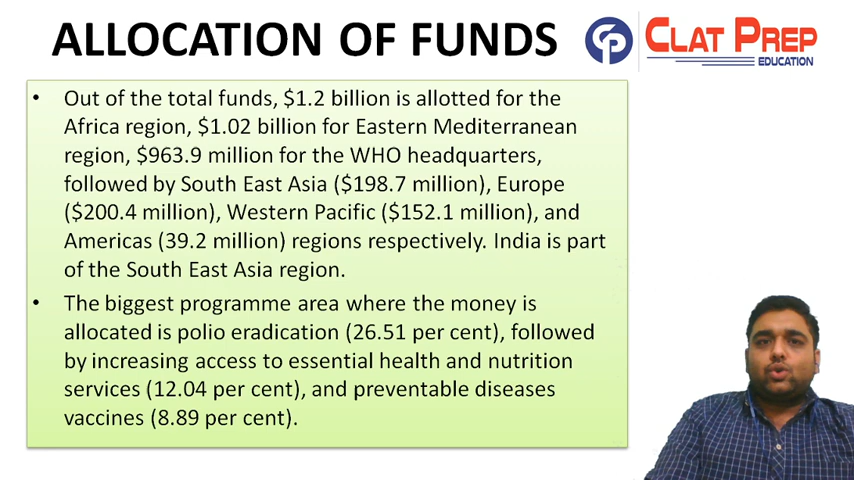 ALLOCATION OF FUNDS
CP
CLAT PREP
EDUCATION
• Out of the total funds, $1.2 billion is allotted for the
Africa region, $1.02 billion for Eastern Mediterranean
region, $963.9 million for the WHO headquarters,
followed by South East Asia ($198.7 million), Europe
($200.4 million), Western Pacific ($152.1 million), and
Americas (39.2 million) regions respectively. India is part
of the South East Asia region.
• The biggest programme area where the money is
allocated is polio eradication (26.51 per cent), followed
by increasing access to essential health and nutrition
services (12.04 per cent), and preventable diseases
vaccines (8.89 per cent).